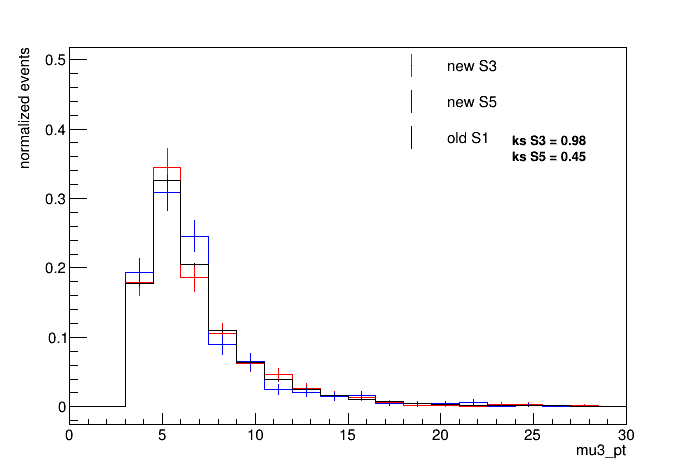 normalized events
0.5
0.4
0.3
0.2
0.1
0
new S3
new S5
old S1
ks S3 = 0.98
ks S5 = 0.45
0 5 10 15 20 25 30
mu3_pt